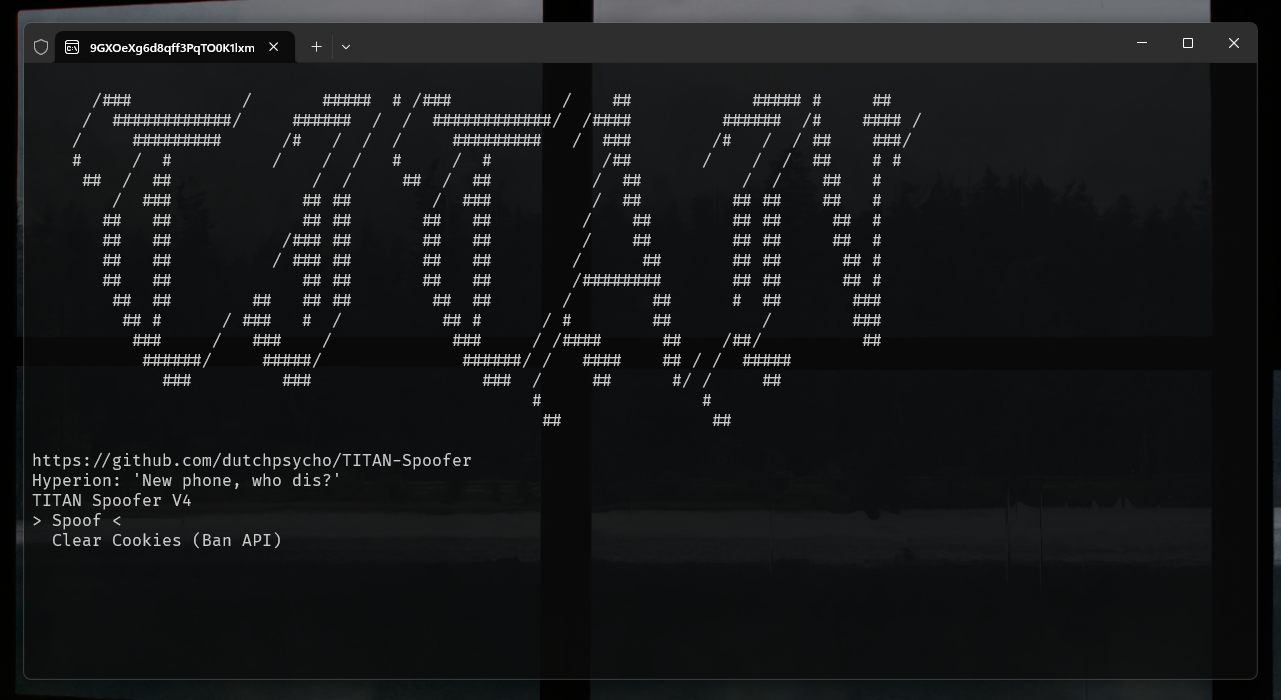 9GXOeXg6d8qff3PqTO0K1lxm
TITAN
https://github.com/dutchpsycho/TITAN-Spoofer
Hyperion: 'New phone, who dis?'
TITAN Spoofer V4
> Spoof <
Clear Cookies (Ban API)